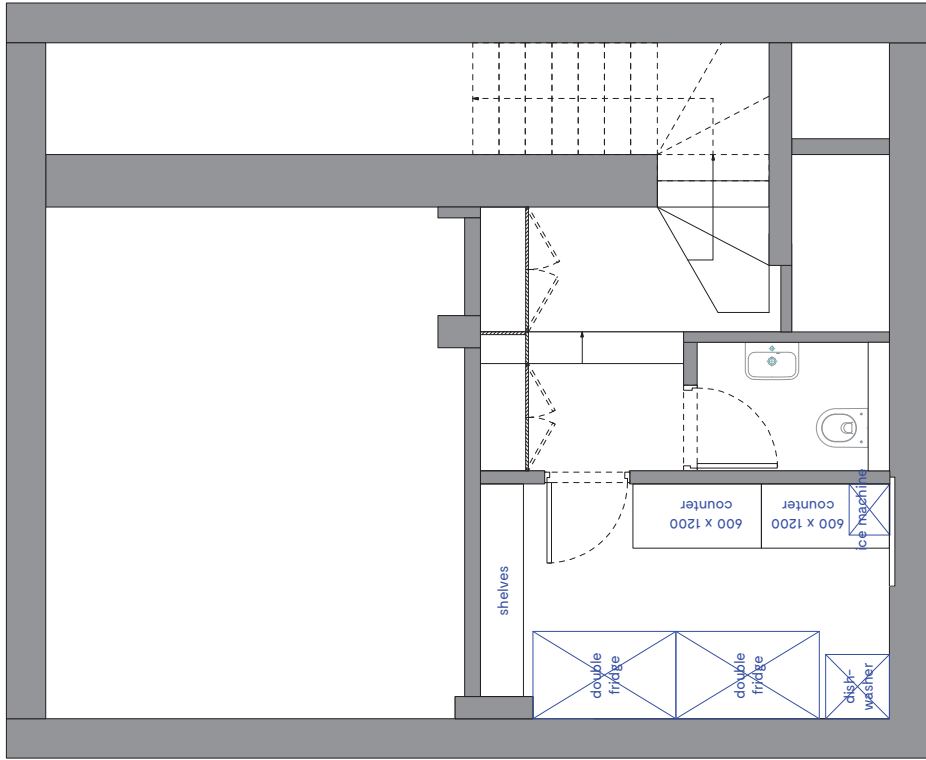 600 x 1200
counter
600 x 1200
counter
ice machine
shelves
double
fridge
double
fridge
dish-
washer